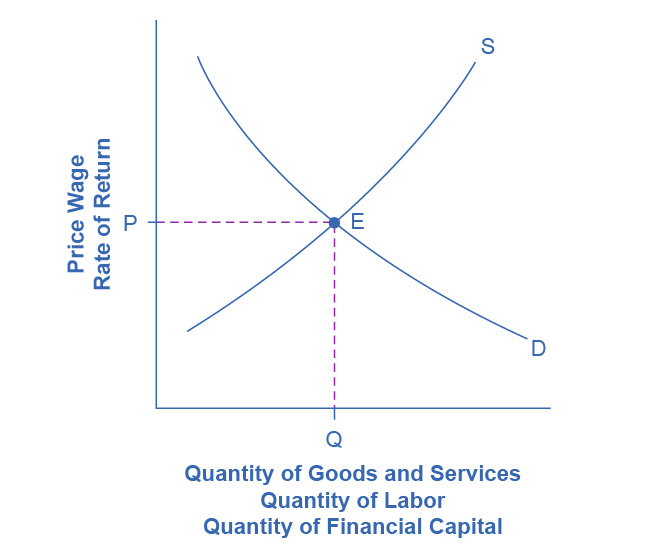 S
Price Wage
Rate of Return
P
E
D
Q
Quantity of Goods and Services
Quantity of Labor
Quantity of Financial Capital